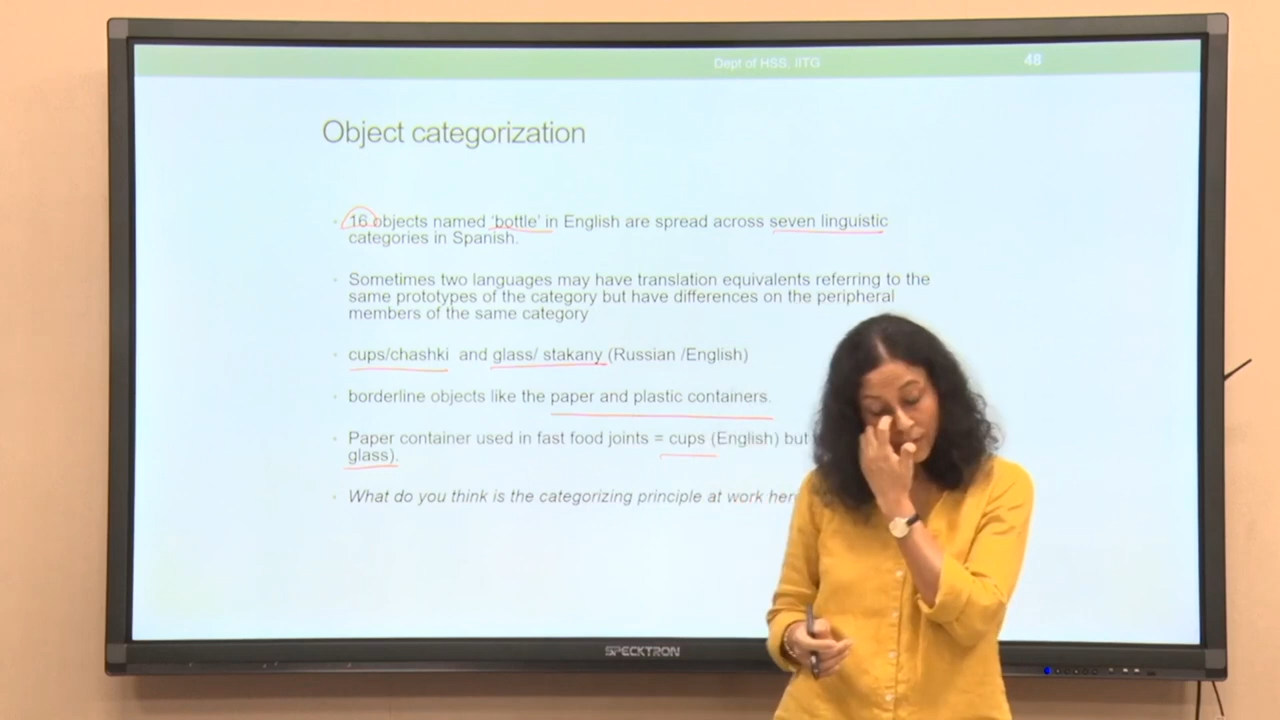 Dept of HSS, IITG
48
Object categorization
16 objects named 'bottle' in English are spread across seven linguistic
categories in Spanish.
Sometimes two languages may have translation equivalents referring to the
same prototypes of the category but have differences on the peripheral
members of the same category
cups/chashki and glass/ stakany (Russian /English)
borderline objects like the paper and plastic containers.
Paper container used in fast food joints = cups (English) but
glass).
What do you think is the categorizing principle at work
SPECKTRON